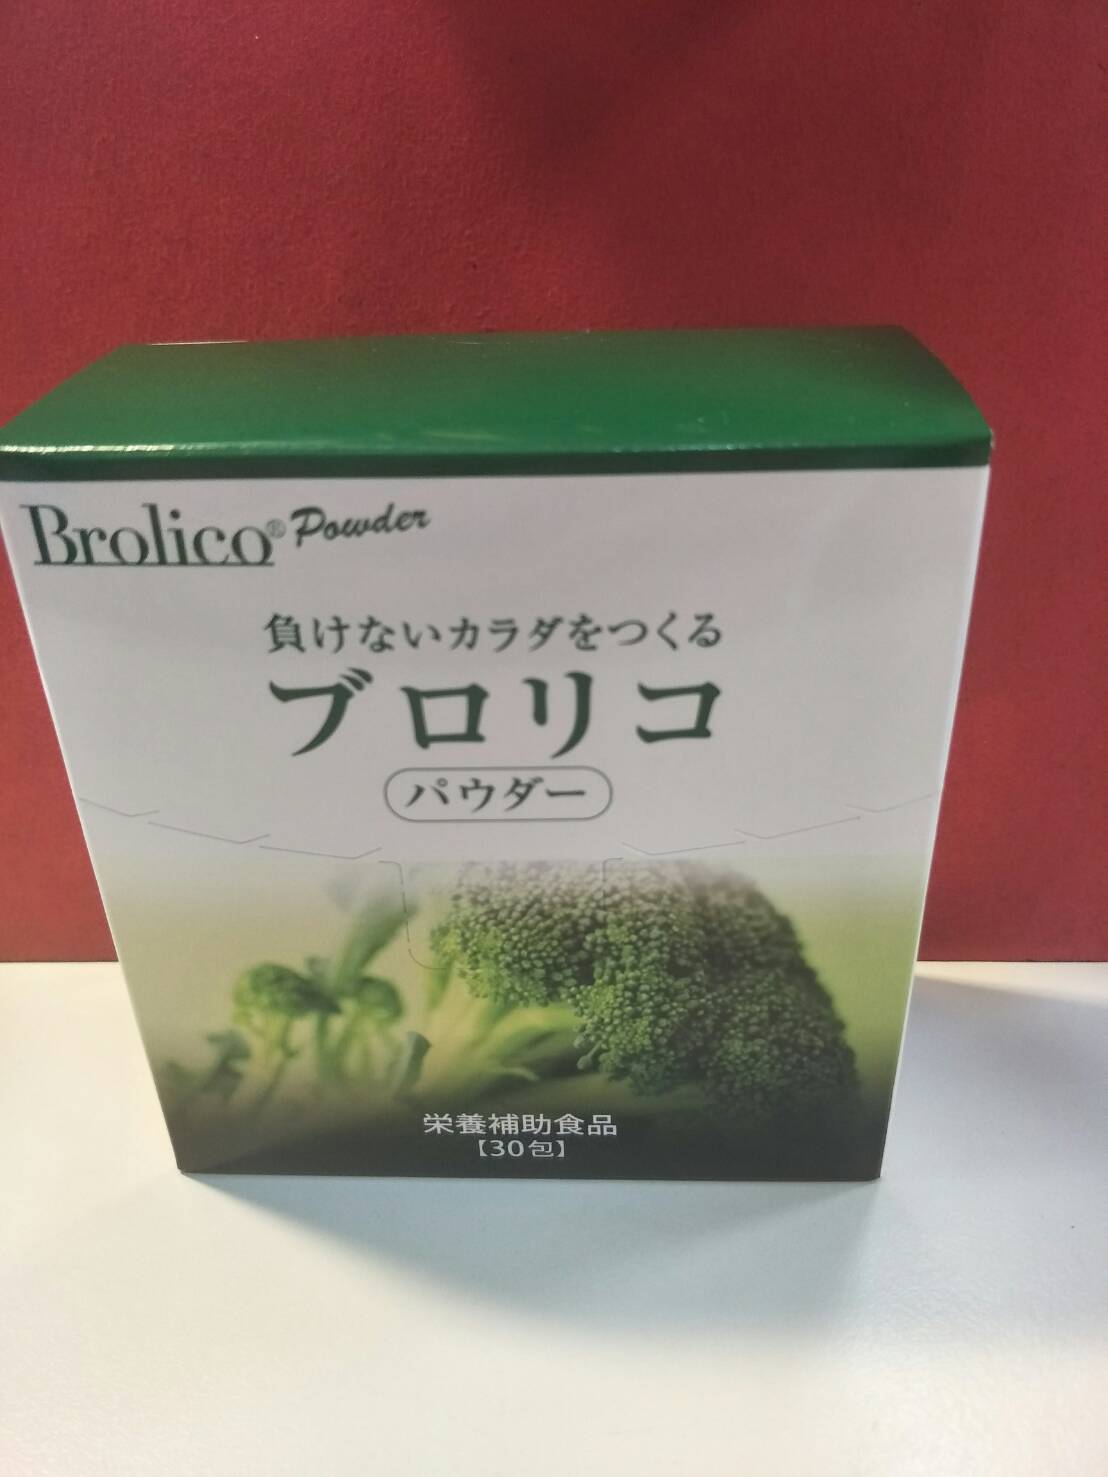 Brolico® Powder
負けないカラダをつくる
ブロリコ
パウダー
栄養補助食品
【30包】